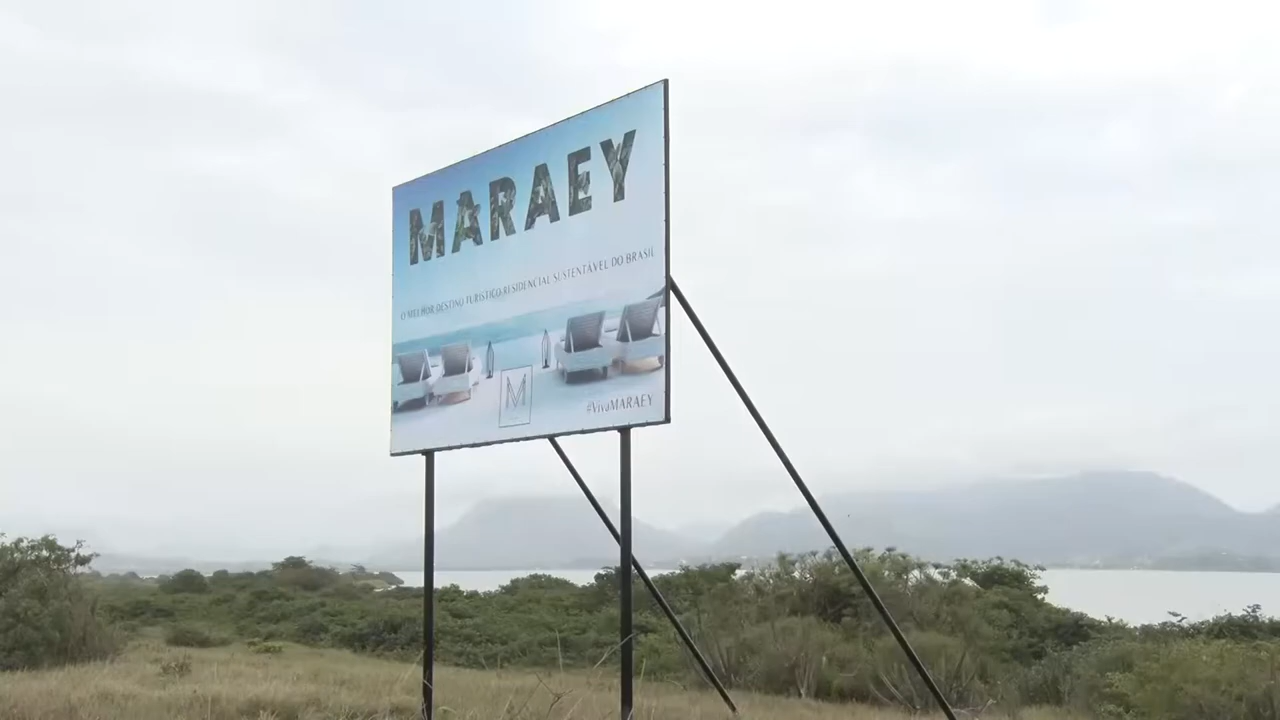 MARAEY
O MELHOR DESTINO TURÍSTICO RESIDENCIAL SUSTENTÁVEL DO BRASIL
M
#VivaMARAEY